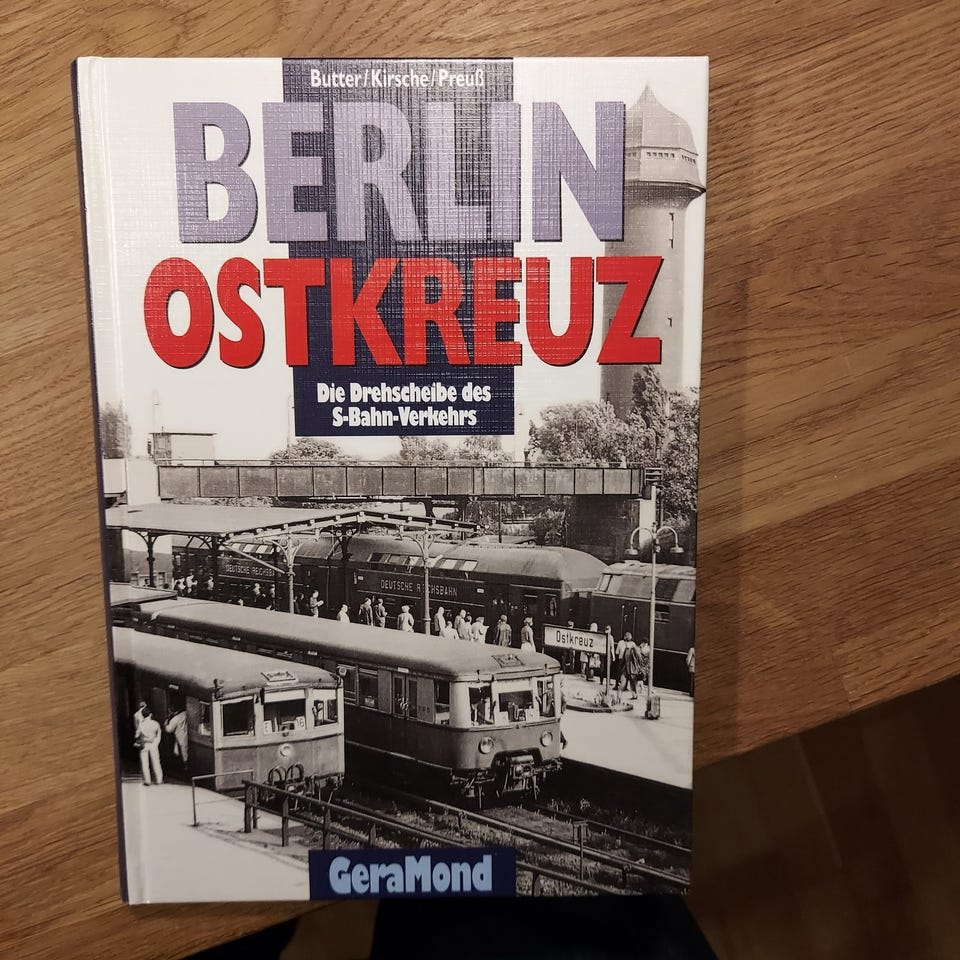 Butter/Kirsche/Preuß
BERLIN
OSTKREUZ
Die Drehscheibe des
S-Bahn-Verkehrs
DEUTSCHE REICHSBAHN
DEUTSCHE REICHSBAHN
Ostkreuz
GeraMond